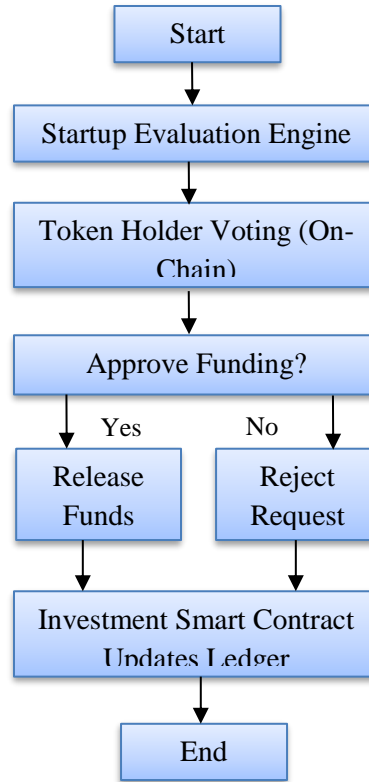 Start
Startup Evaluation Engine
Token Holder Voting (On-
Chain)
Approve Funding?
Yes
No
Release
Funds
Reject
Request
Investment Smart Contract
Updates Ledger
End